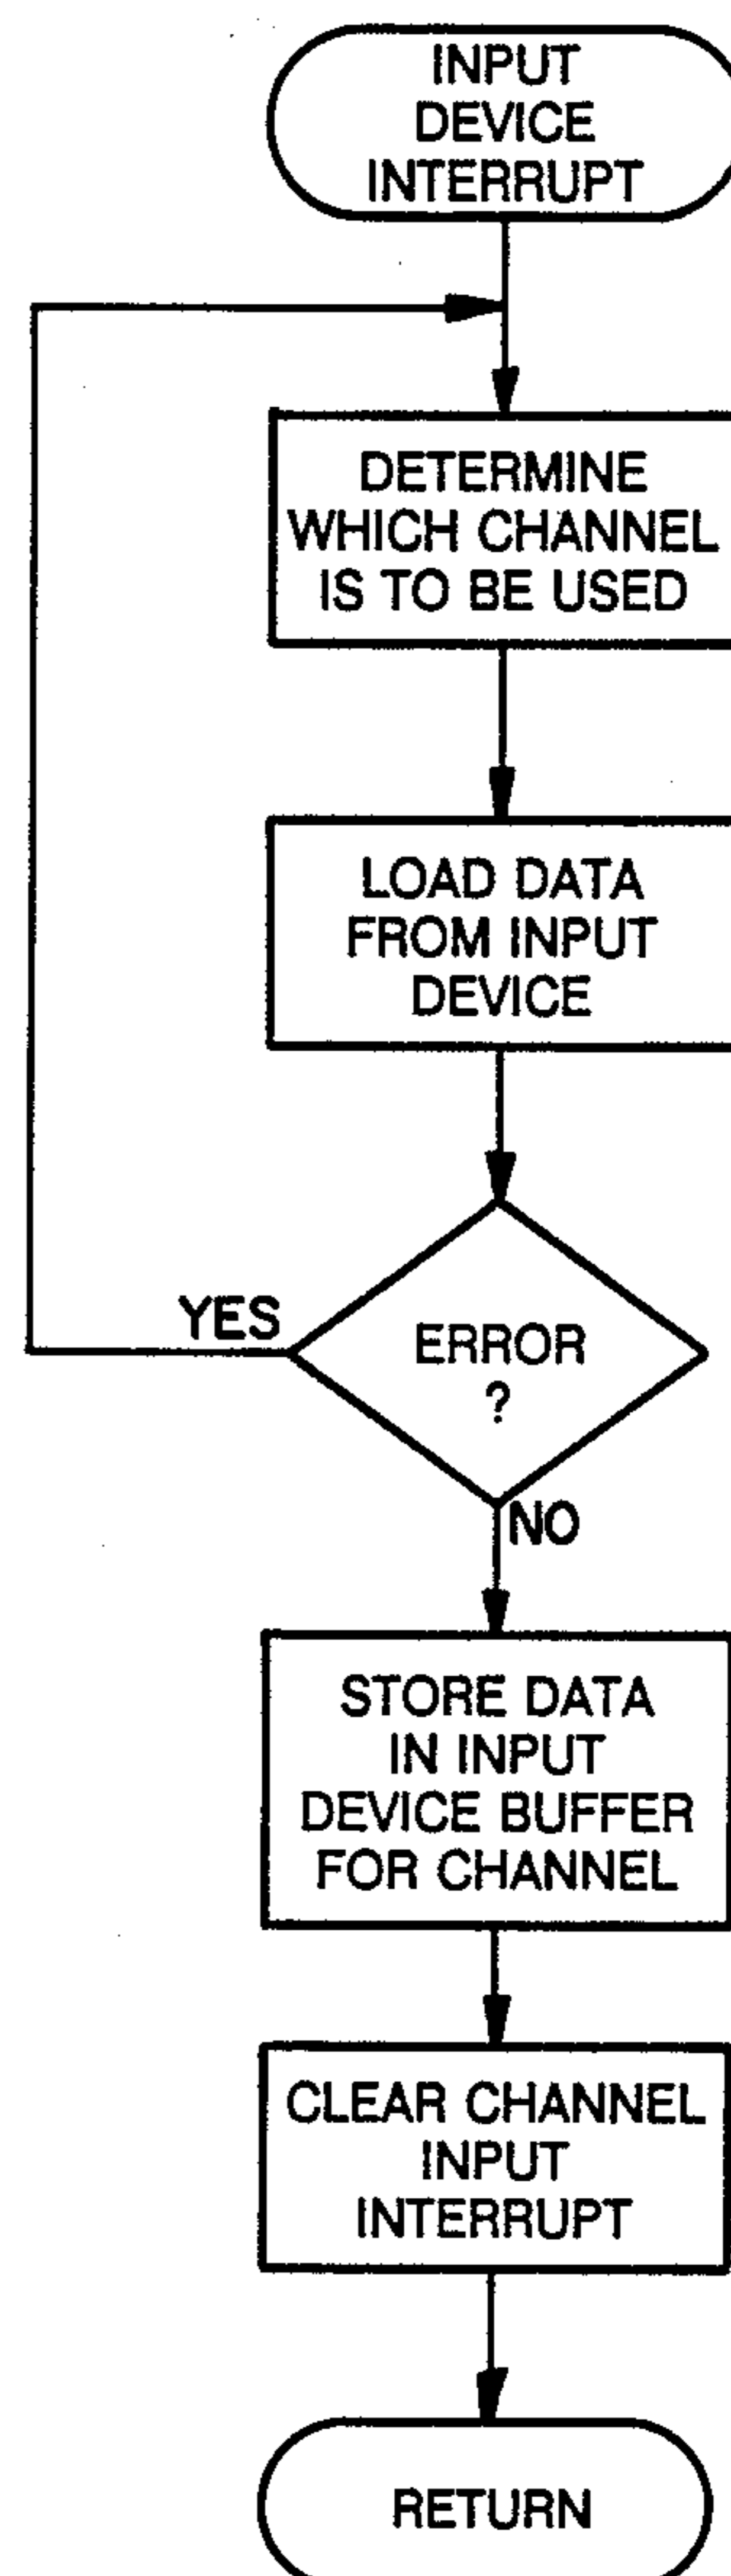 INPUT
DEVICE
INTERRUPT
DETERMINE
WHICH CHANNEL
IS TO BE USED
LOAD DATA
FROM INPUT
DEVICE
YES
ERROR
?
NO
STORE DATA
IN INPUT
DEVICE BUFFER
FOR CHANNEL
CLEAR CHANNEL
INPUT
INTERRUPT
RETURN